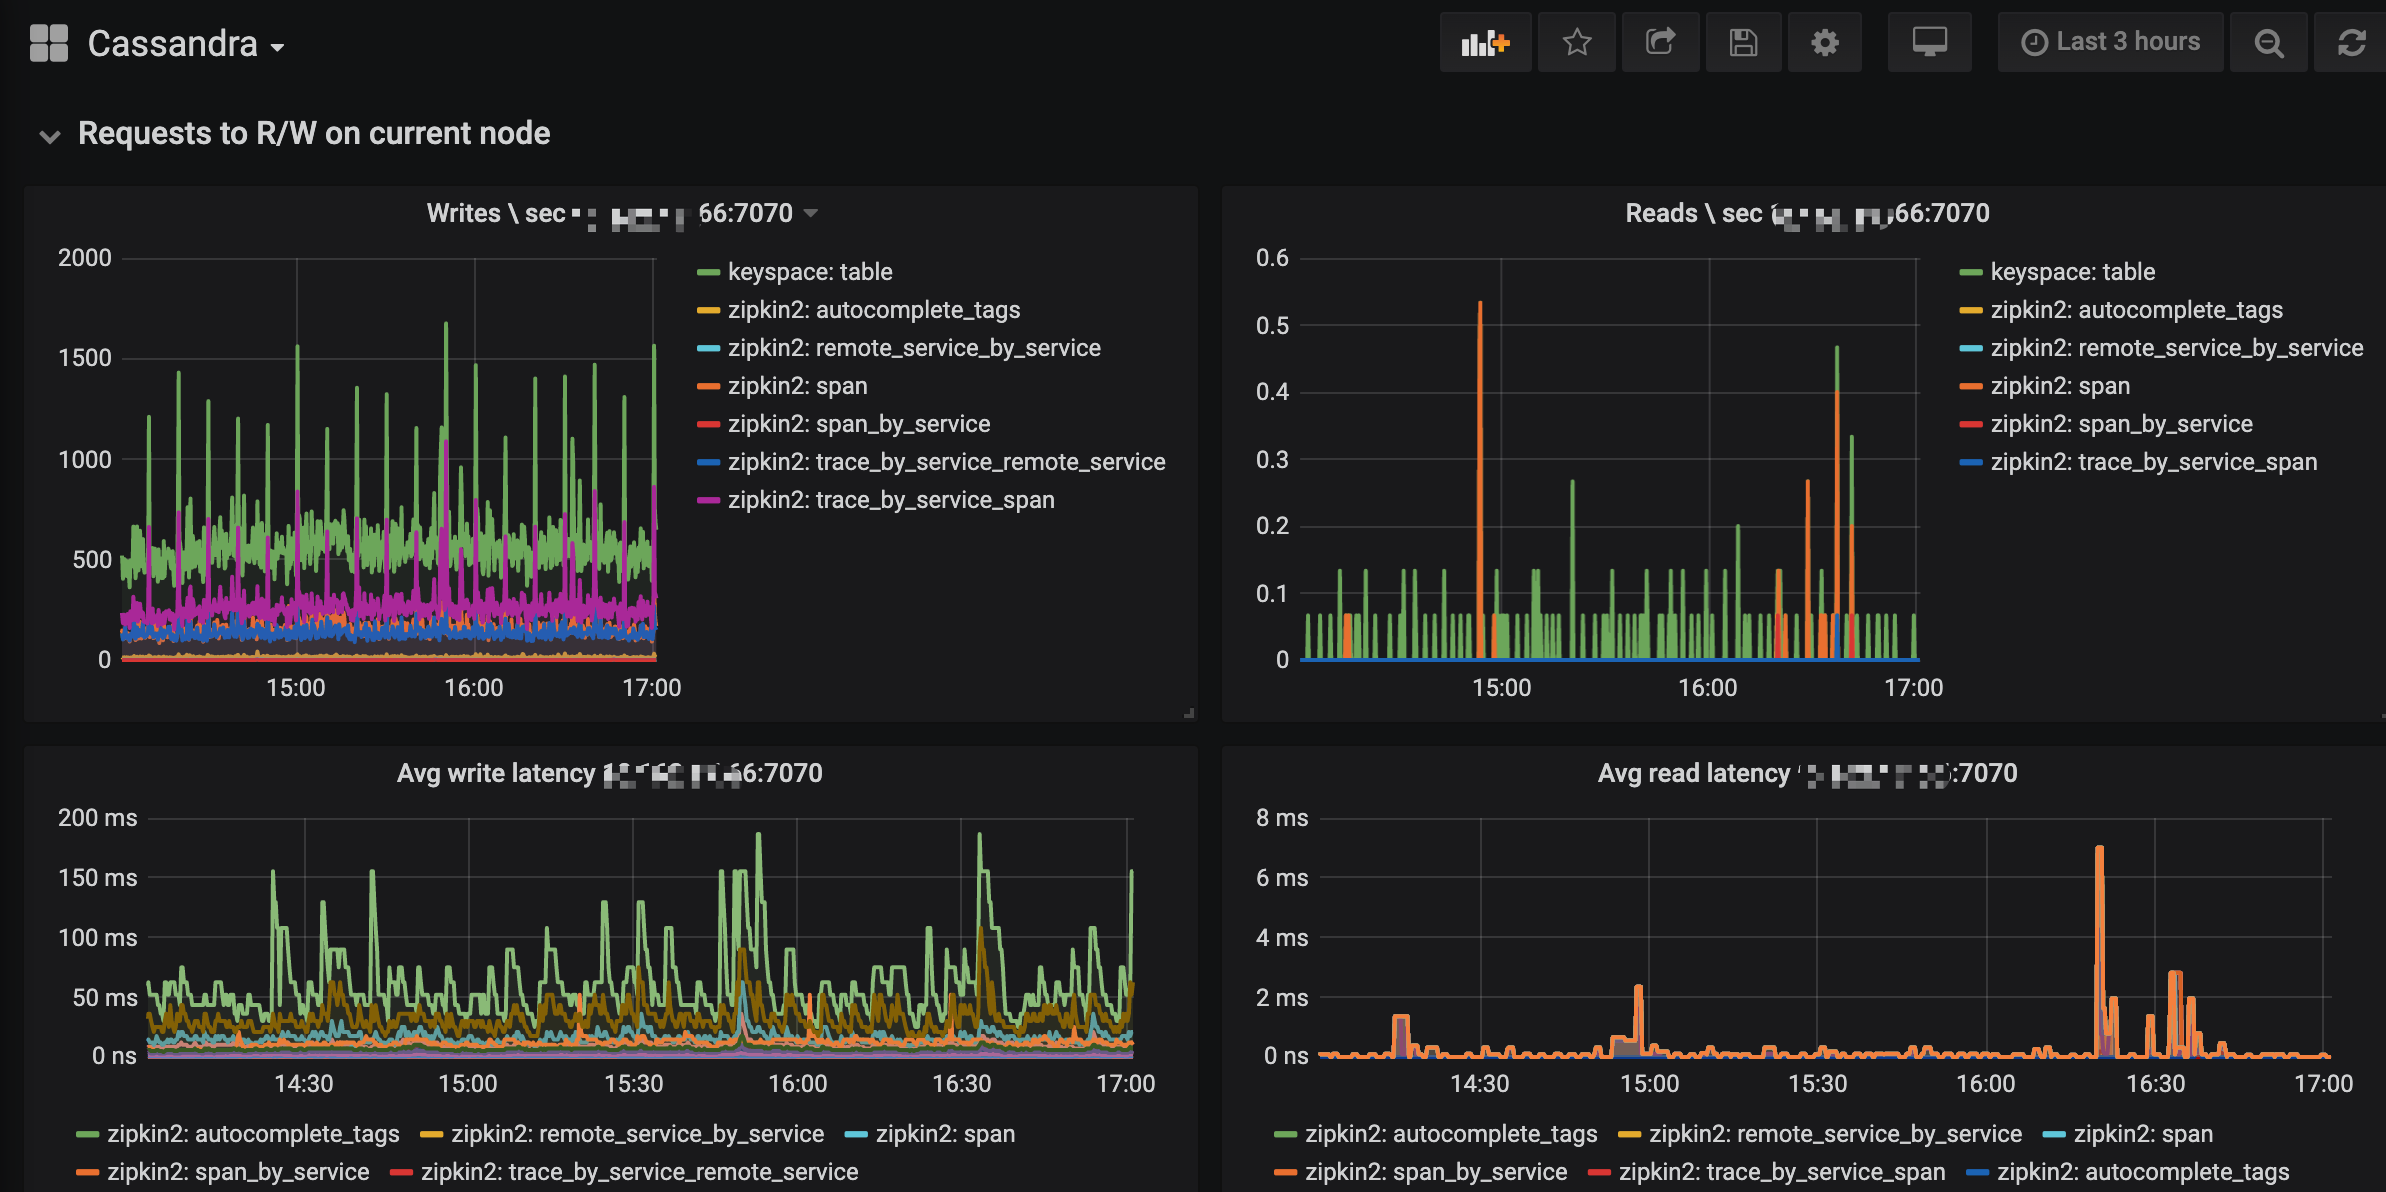 Cassandra
Last 3 hours
Requests to R/W on current node
Writes \ sec 66:7070
2000
1500
1000
500
0
15:00 16:00 17:00
keyspace: table
zipkin2: autocomplete_tags
zipkin2: remote_service_by_service
zipkin2: span
zipkin2: span_by_service
zipkin2: trace_by_service_remote_service
zipkin2: trace_by_service_span
Reads \ sec 66:7070
0.6
0.5
0.4
0.3
0.2
0.1
0
15:00 16:00 17:00
keyspace: table
zipkin2: autocomplete_tags
zipkin2: remote_service_by_service
zipkin2: span
zipkin2: span_by_service
zipkin2: trace_by_service_span
Avg write latency 6:7070
200 ms
150 ms
100 ms
50 ms
0 ns
14:30 15:00 15:30 16:00 16:30 17:00
zipkin2: autocomplete_tags zipkin2: remote_service_by_service zipkin2: span
zipkin2: span_by_service zipkin2: trace_by_service_remote_service
Avg read latency :7070
8 ms
6 ms
4 ms
2 ms
0 ns
14:30 15:00 15:30 16:00 16:30 17:00
zipkin2: autocomplete_tags zipkin2: remote_service_by_service zipkin2: span
zipkin2: span_by_service zipkin2: trace_by_service_span zipkin2: autocomplete_tags